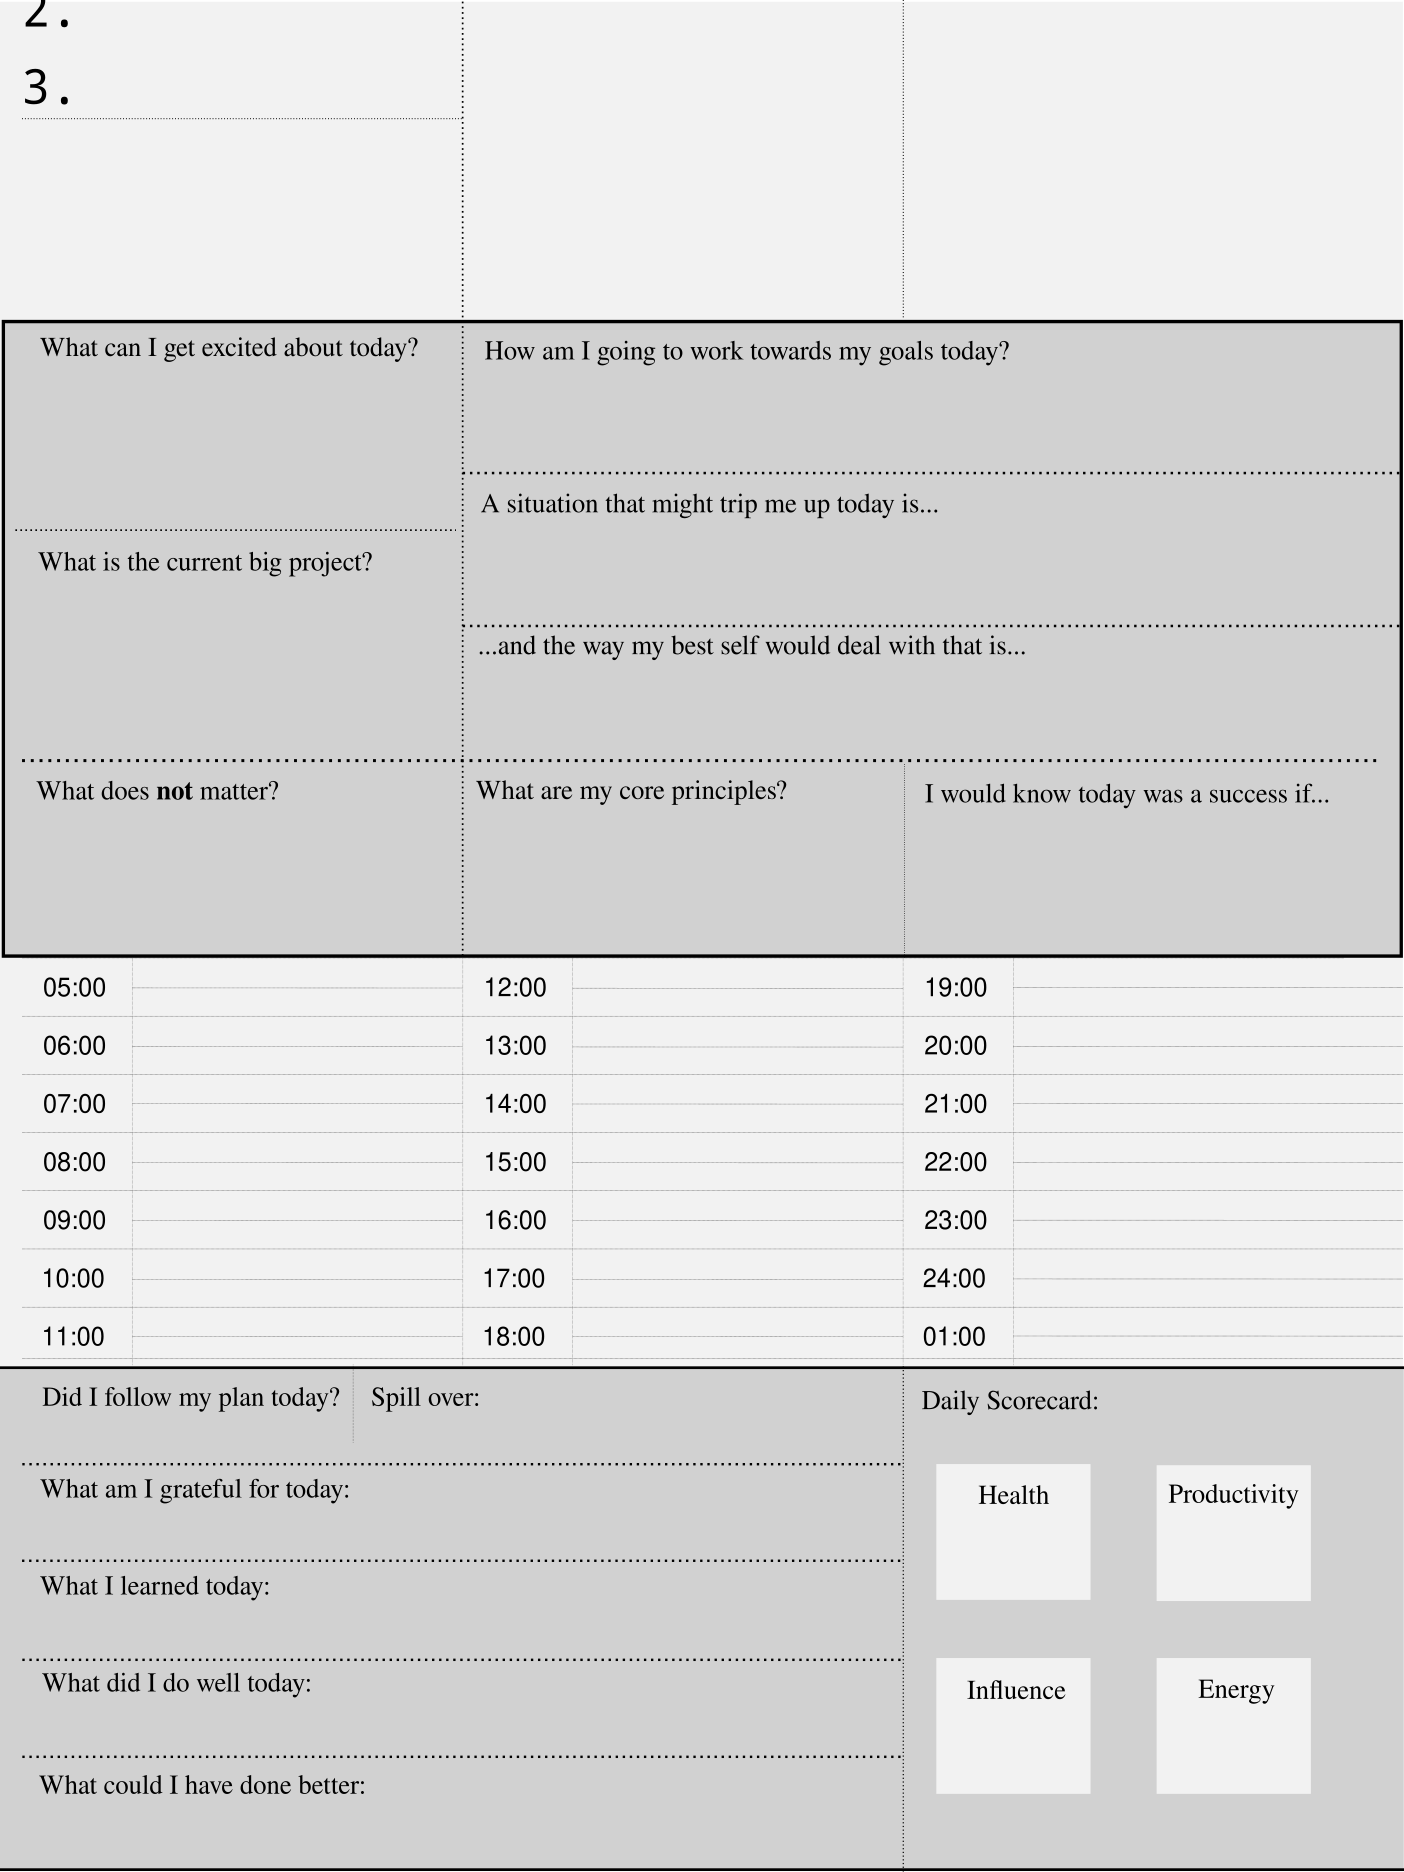 2.
3.
What can I get excited about today?
How am I going to work towards my goals today?
A situation that might trip me up today is...
What is the current big project?
...and the way my best self would deal with that is...
What does not matter?
What are my core principles?
I would know today was a success if...
05:00
06:00
07:00
08:00
09:00
10:00
11:00
12:00
13:00
14:00
15:00
16:00
17:00
18:00
19:00
20:00
21:00
22:00
23:00
24:00
01:00
Did I follow my plan today?
Spill over:
What am I grateful for today:
What I learned today:
What did I do well today:
What could I have done better:
Daily Scorecard:
Health
Productivity
Influence
Energy